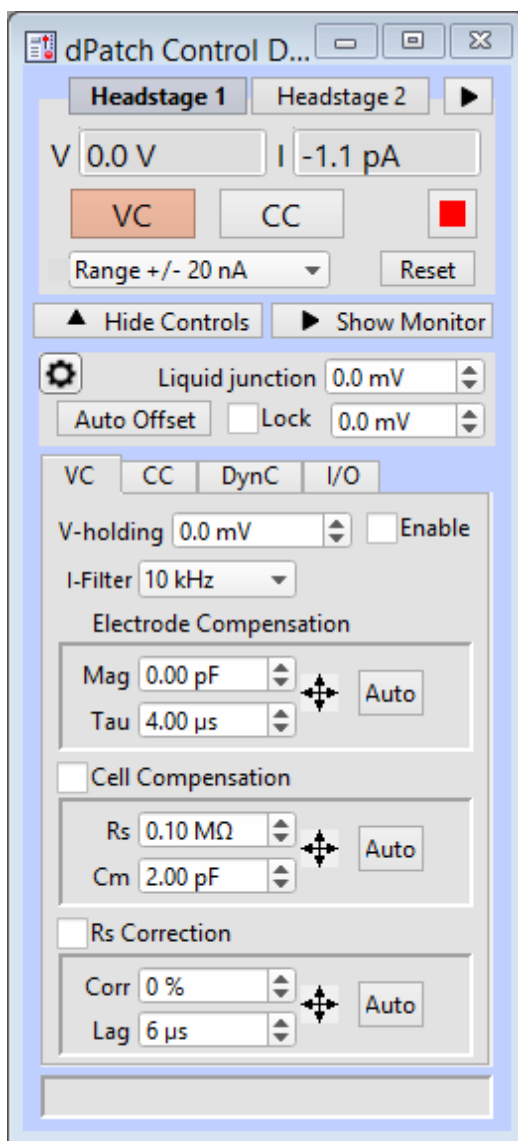 dPatch Control D...
Headstage 1 Headstage 2
V 0.0 V I -1.1 pA
VC CC
Range +/- 20 nA Reset
Hide Controls Show Monitor
Liquid junction 0.0 mV
Auto Offset Lock 0.0 mV
VC CC DynC I/O
V-holding 0.0 mV Enable
I-Filter 10 kHz
Electrode Compensation
Mag 0.00 pF
Auto
Tau 4.00 µs
Cell Compensation
Rs 0.10 MΩ
Auto
Cm 2.00 pF
Rs Correction
Corr 0 %
Auto
Lag 6 µs